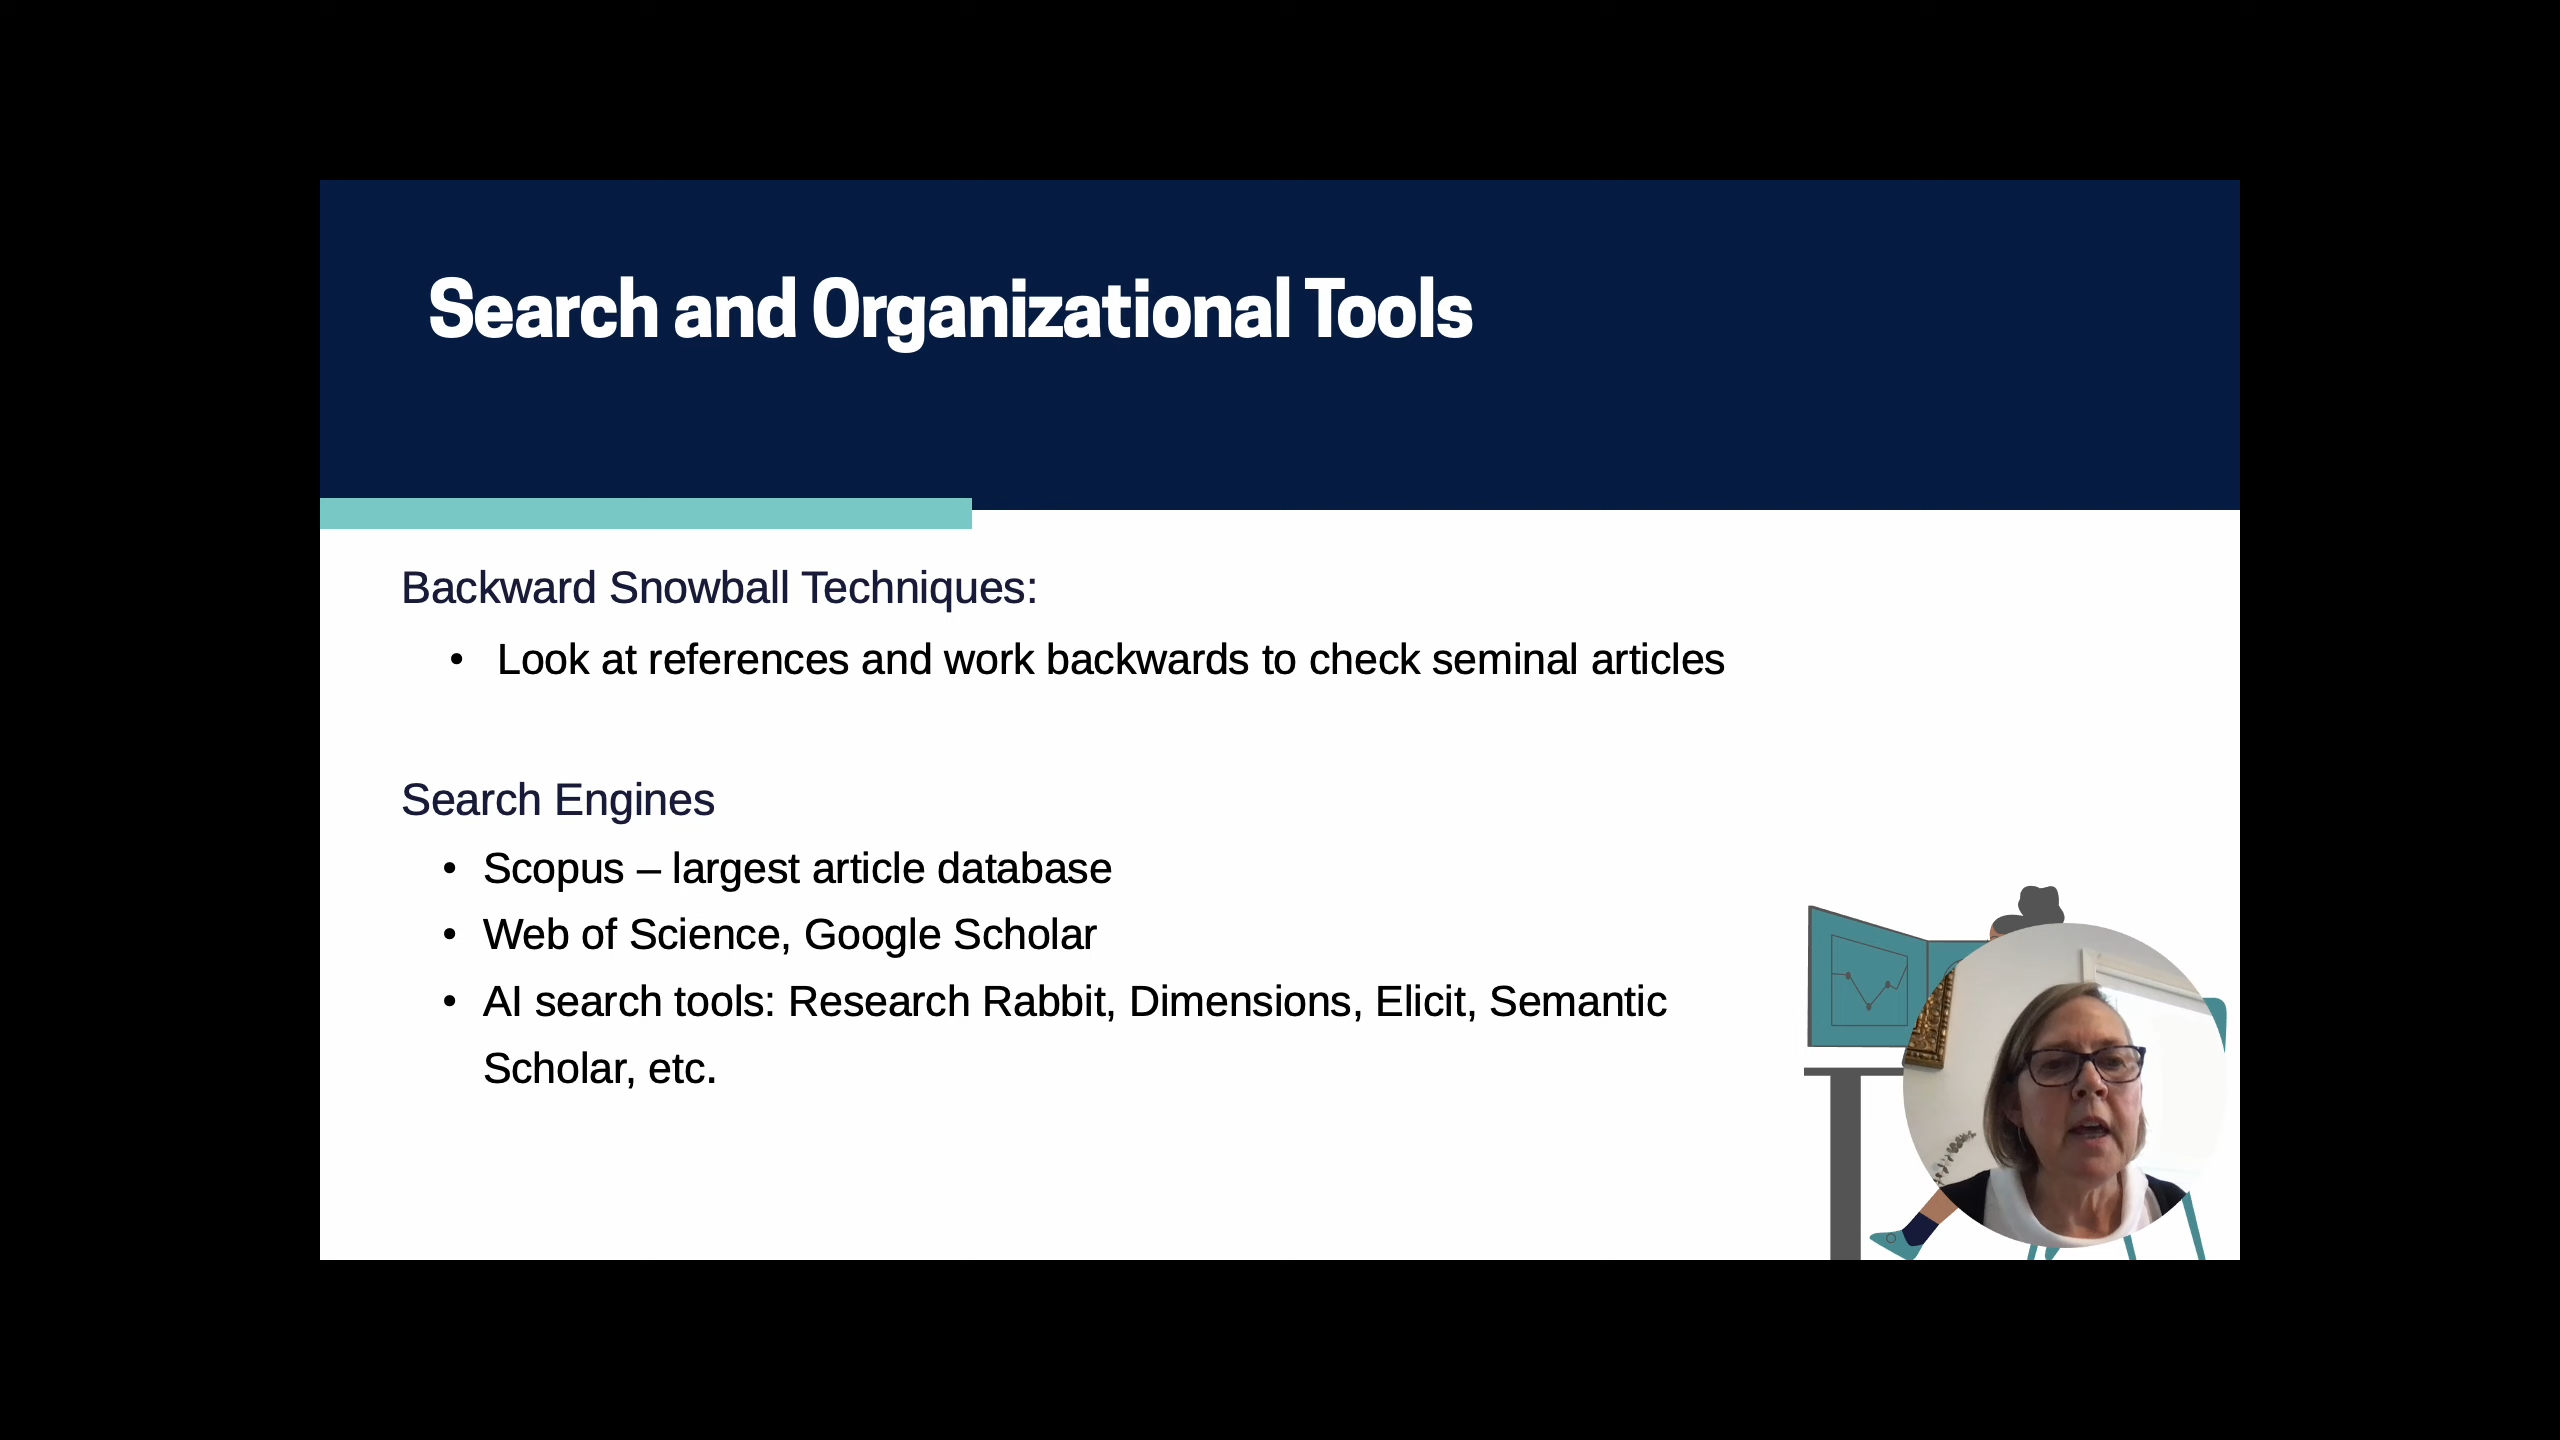 Search and Organizational Tools
Backward Snowball Techniques:
• Look at references and work backwards to check seminal articles
Search Engines
• Scopus – largest article database
• Web of Science, Google Scholar
• AI search tools: Research Rabbit, Dimensions, Elicit, Semantic
Scholar, etc.